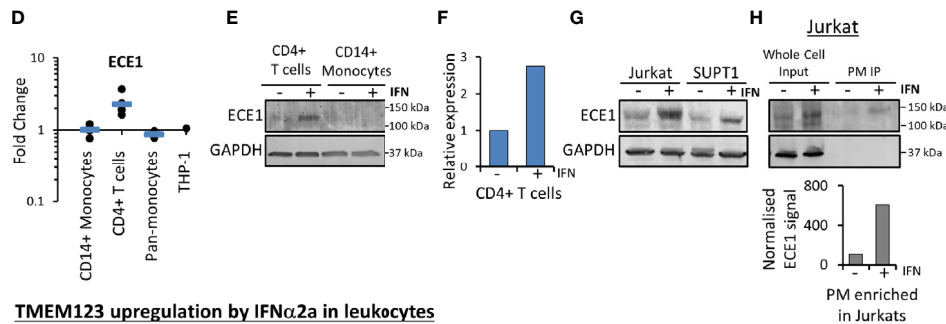 D
ECE1
Fold Change
10
1
0.1
CD14+ Monocytes
CD4+ T cells
Pan-monocytes
THP-1
E
CD4+ T cells
CD14+ Monocytes
- + - + IFN
ECE1
150 kDa
100 kDa
GAPDH
37 kDa
F
Relative expression
3
2
1
0
- + IFN
CD4+ T cells
G
Jurkat SUPT1
- + - + IFN
ECE1
150 kDa
100 kDa
GAPDH
37 kDa
H
Jurkat
Whole Cell Input
PM IP
- + - + IFN
150 kDa
100 kDa
37 kDa
Normalised ECE1 signal
800
400
0
- + IFN
PM enriched
in Jurkats
TMEM123 upregulation by IFNα2a in leukocytes